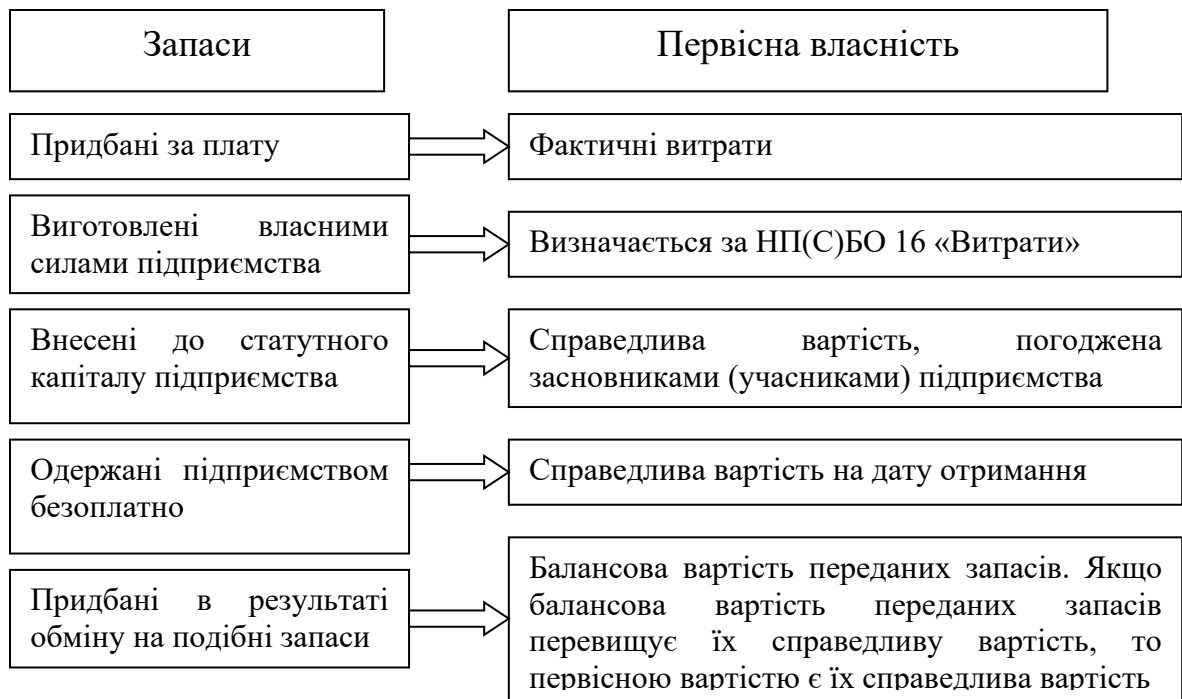 Запаси
Первісна власність
Придбані за плату
Фактичні витрати
Виготовлені власними
силами підприємства
Визначається за НП(С)БО 16 «Витрати»
Внесені до статутного
капіталу підприємства
Справедлива вартість, погоджена
засновниками (учасниками) підприємства
Одержані підприємством
безоплатно
Справедлива вартість на дату отримання
Придбані в результаті
обміну на подібні запаси
Балансова вартість переданих запасів. Якщо
балансова вартість переданих запасів
перевищує їх справедливу вартість, то
первісною вартістю є їх справедлива вартість